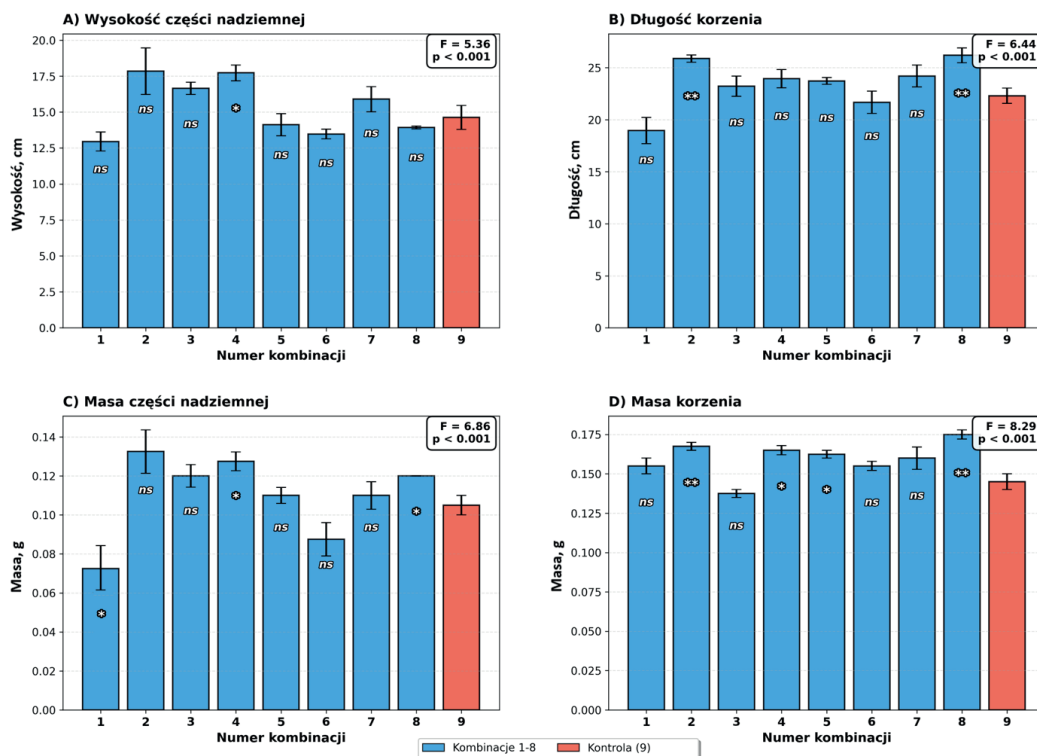 A) Wysokość części nadziemnej
F = 5.36
p < 0.001
Wysokość, cm
20.0
17.5
15.0
12.5
10.0
7.5
5.0
2.5
0.0
ns
ns
ns
*
ns
ns
ns
ns
1 2 3 4 5 6 7 8 9
Numer kombinacji
B) Długość korzenia
F = 6.44
p < 0.001
Długość, cm
25
20
15
10
5
0
ns
**
ns
ns
ns
ns
ns
**
1 2 3 4 5 6 7 8 9
Numer kombinacji
C) Masa części nadziemnej
F = 6.86
p < 0.001
Masa, g
0.14
0.12
0.10
0.08
0.06
0.04
0.02
0.00
*
ns
ns
*
ns
ns
ns
*
1 2 3 4 5 6 7 8 9
Numer kombinacji
D) Masa korzenia
F = 8.29
p < 0.001
Masa, g
0.175
0.150
0.125
0.100
0.075
0.050
0.025
0.000
ns
**
ns
*
*
ns
ns
**
1 2 3 4 5 6 7 8 9
Numer kombinacji
Kombinacje 1-8 Kontrola (9)